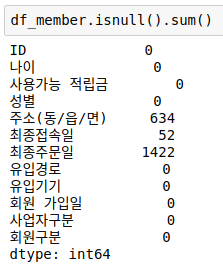 df_member.isnull().sum()
ID 0
나이 0
사용가능 적립금 0
성별 0
주소(동/읍/면) 634
최종접속일 52
최종주문일 1422
유입경로 0
유입기기 0
회원 가입일 0
사업자구분 0
회원구분 0
dtype: int64